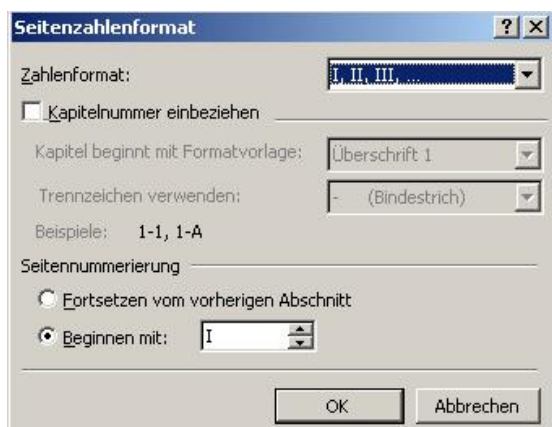 Seitenzahlenformat
Zahlenformat: I, II, III, ...
Kapitelnummer einbeziehen
Kapitel beginnt mit Formatvorlage: Überschrift 1
Trennzeichen verwenden: - (Bindestrich)
Beispiele: 1-1, 1-A
Seitennummerierung
Fortsetzen vom vorherigen Abschnitt
Beginnen mit: I
OK Abbrechen